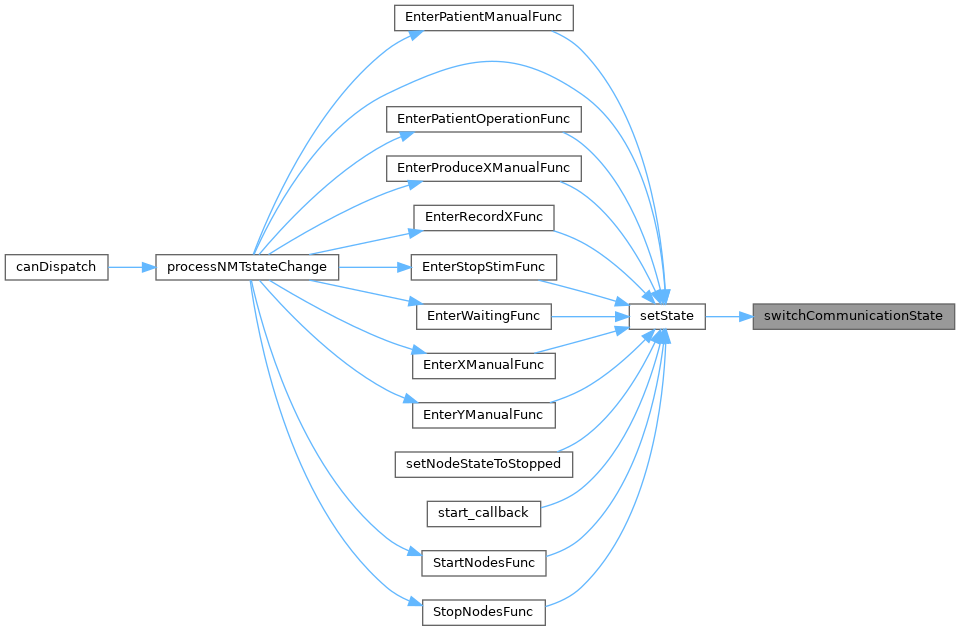 EnterPatientManualFunc
EnterPatientOperationFunc
EnterProduceXManualFunc
EnterRecordXFunc
canDispatch
processNMTstateChange
EnterStopStimFunc
EnterWaitingFunc
setState
switchCommunicationState
EnterXManualFunc
EnterYManualFunc
setNodeStateToStopped
start_callback
StartNodesFunc
StopNodesFunc